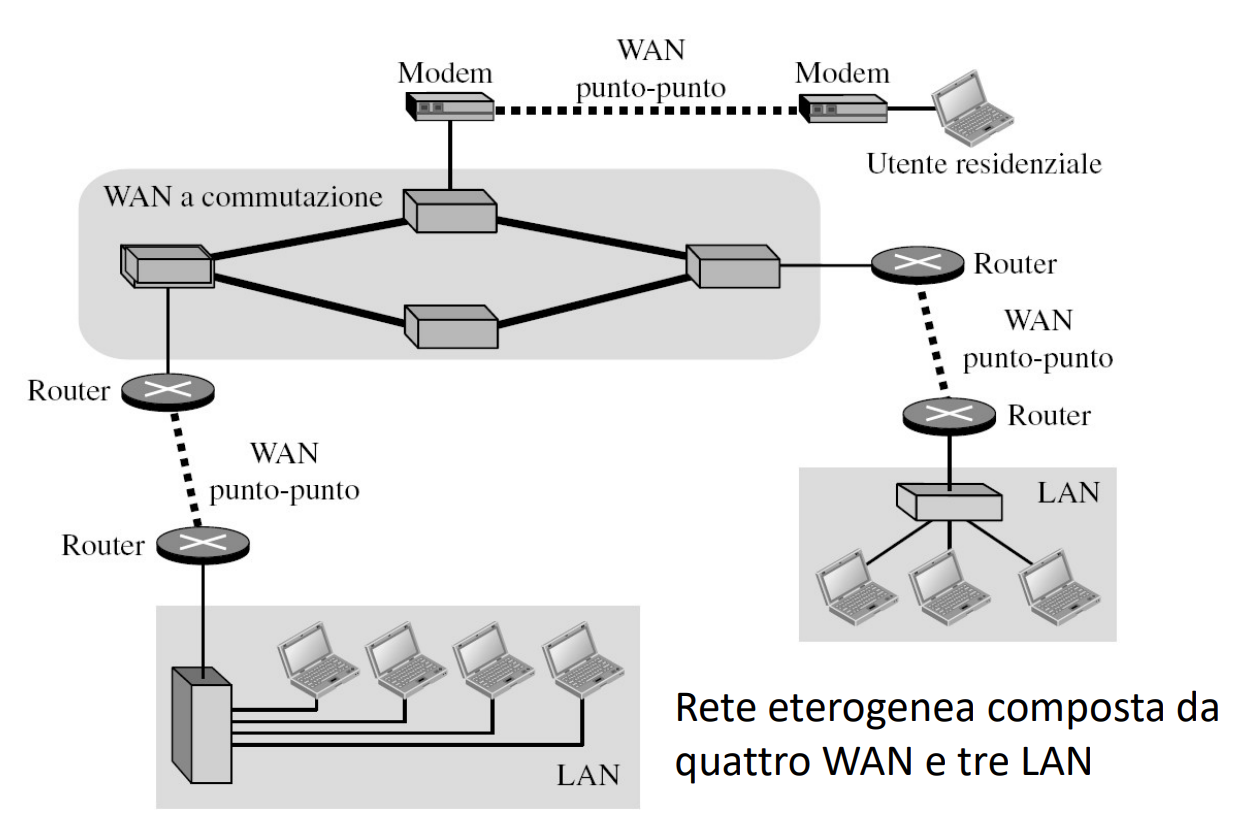 WAN
punto-punto
Modem
Modem
Utente residenziale
WAN a commutazione
Router
WAN
punto-punto
Router
Router
WAN
punto-punto
Router
LAN
LAN
Rete eterogenea composta da
quattro WAN e tre LAN